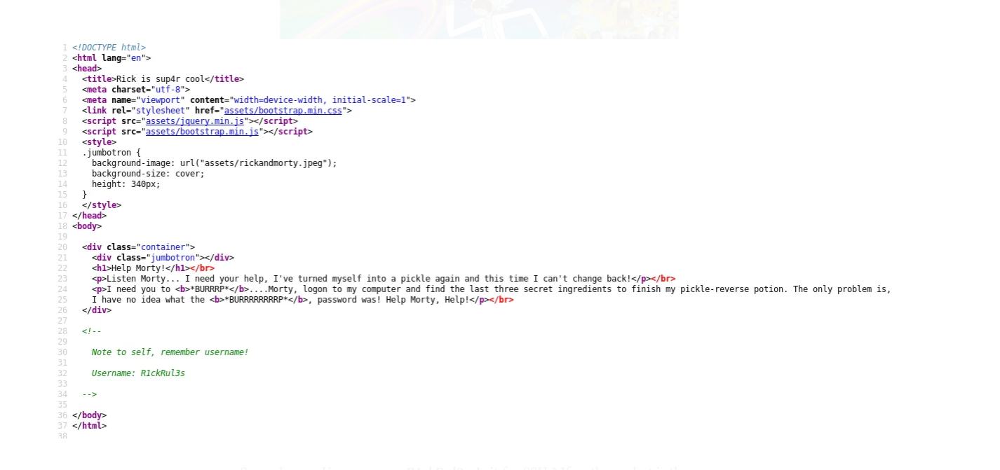 1 <!DOCTYPE html>
2 <html lang="en">
3 <head>
4 <title>Rick is sup4r cool</title>
5 <meta charset="utf-8">
6 <meta name="viewport" content="width=device-width, initial-scale=1">
7 <link rel="stylesheet" href="assets/bootstrap.min.css">
8 <script src="assets/jquery.min.js"></script>
9 <script src="assets/bootstrap.min.js"></script>
10 <style>
11 .jumbotron {
12 background-image: url("assets/rickandmorty.jpeg");
13 background-size: cover;
14 height: 340px;
15 }
16 </style>
17 </head>
18 <body>
19
20 <div class="container">
21 <div class="jumbotron"></div>
22 <h1>Help Morty!</h1></br>
23 <p>Listen Morty... I need your help, I've turned myself into a pickle again and this time I can't change back!</p></br>
24 <p>I need you to <b>*BURRRP*</b>....Morty, logon to my computer and find the last three secret ingredients to finish my pickle-reverse potion. The only problem is,
25 I have no idea what the <b>*BURRRRRRRRP*</b>, password was! Help Morty, Help!</p></br>
26 </div>
27
28 <!--
29
30 Note to self, remember username!
31
32 Username: R1ckRul3s
33
34 -->
35
36 </body>
37 </html>
38